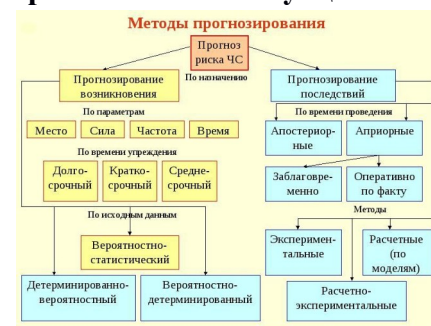 Методы прогнозирования
Прогноз
риска ЧС
По назначению
Прогнозирование
возникновения
По параметрам
Место
Сила
Частота
Время
По времени упреждения
Долго-
срочный
Кратко-
срочный
Средне-
срочный
По исходным данным
Вероятностно-
статистический
Детерминированно-
вероятностный
Вероятностно-
детерминированный
Прогнозирование
последствий
По времени проведения
Апостериор-
ные
Априорные
Заблаговре-
менно
Оперативно
по факту
Методы
Эксперимен-
тальные
Расчетные
(по
моделям)
Расчетно-
экспериментальные